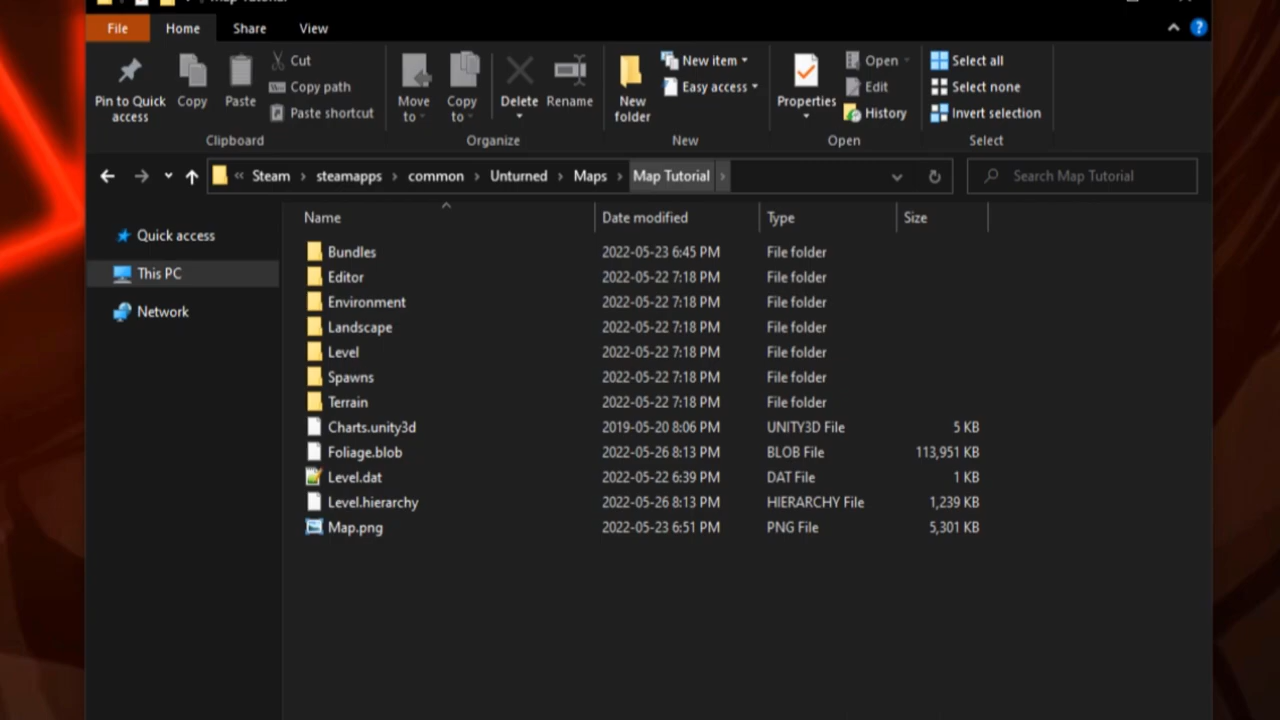 Map Tutorial
File Home Share View
Pin to Quick access
Copy
Paste
Cut
Copy path
Paste shortcut
Clipboard
Move to
Copy to
Delete
Rename
Organize
New folder
New item
Easy access
New
Properties
Open
Edit
History
Open
Select all
Select none
Invert selection
Select
« Steam > steamapps > common > Unturned > Maps > Map Tutorial >
Search Map Tutorial
Quick access
This PC
Network
Name Date modified Type Size
Bundles 2022-05-23 6:45 PM File folder
Editor 2022-05-22 7:18 PM File folder
Environment 2022-05-22 7:18 PM File folder
Landscape 2022-05-22 7:18 PM File folder
Level 2022-05-22 7:18 PM File folder
Spawns 2022-05-22 7:18 PM File folder
Terrain 2022-05-22 7:18 PM File folder
Charts.unity3d 2019-05-20 8:06 PM UNITY3D File 5 KB
Foliage.blob 2022-05-26 8:13 PM BLOB File 113,951 KB
Level.dat 2022-05-22 6:39 PM DAT File 1 KB
Level.hierarchy 2022-05-26 8:13 PM HIERARCHY File 1,239 KB
Map.png 2022-05-23 6:51 PM PNG File 5,301 KB